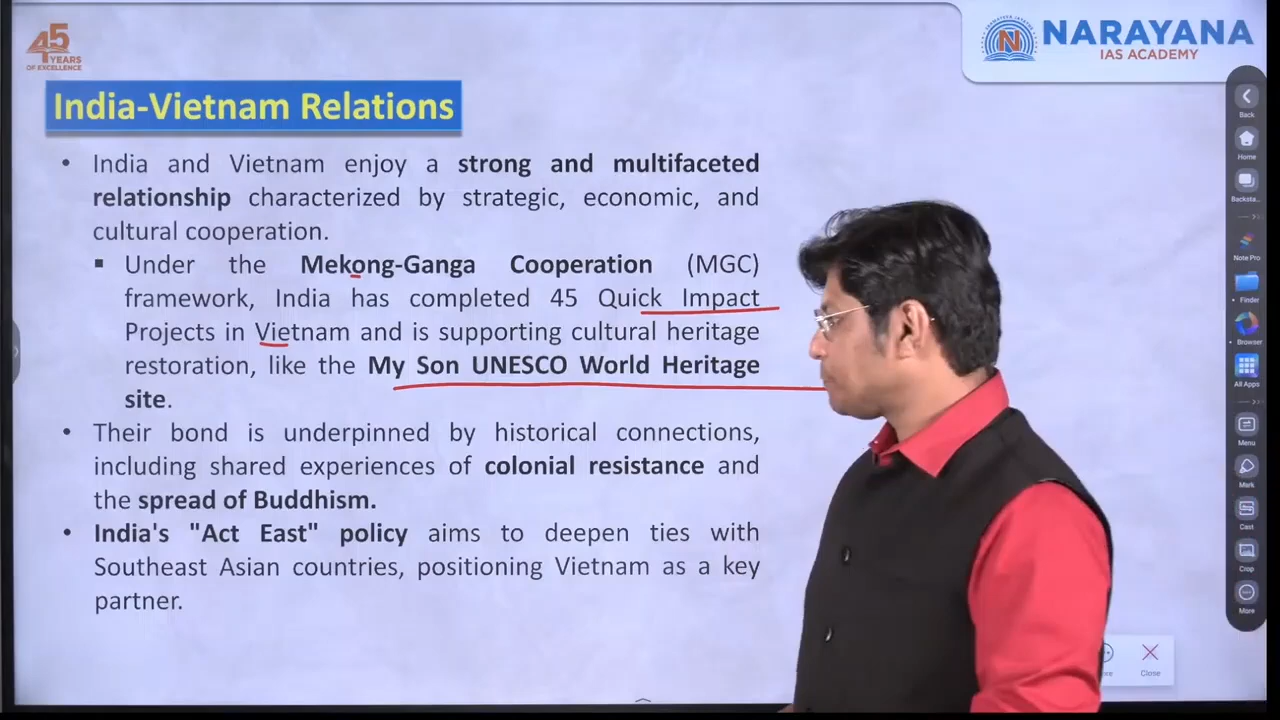 45
YEARS
OF EXCELLENCE
NARAYANA
IAS ACADEMY
India-Vietnam Relations
• India and Vietnam enjoy a strong and multifaceted
relationship characterized by strategic, economic, and
cultural cooperation.
▪ Under the Mekong-Ganga Cooperation (MGC)
framework, India has completed 45 Quick Impact
Projects in Vietnam and is supporting cultural heritage
restoration, like the My Son UNESCO World Heritage
site.
• Their bond is underpinned by historical connections,
including shared experiences of colonial resistance and
the spread of Buddhism.
• India's "Act East" policy aims to deepen ties with
Southeast Asian countries, positioning Vietnam as a key
partner.
Back
Home
Backsta..
Note Pro
Finder
Browser
All Apps
Menu
Mark
Cast
Crop
More
Close